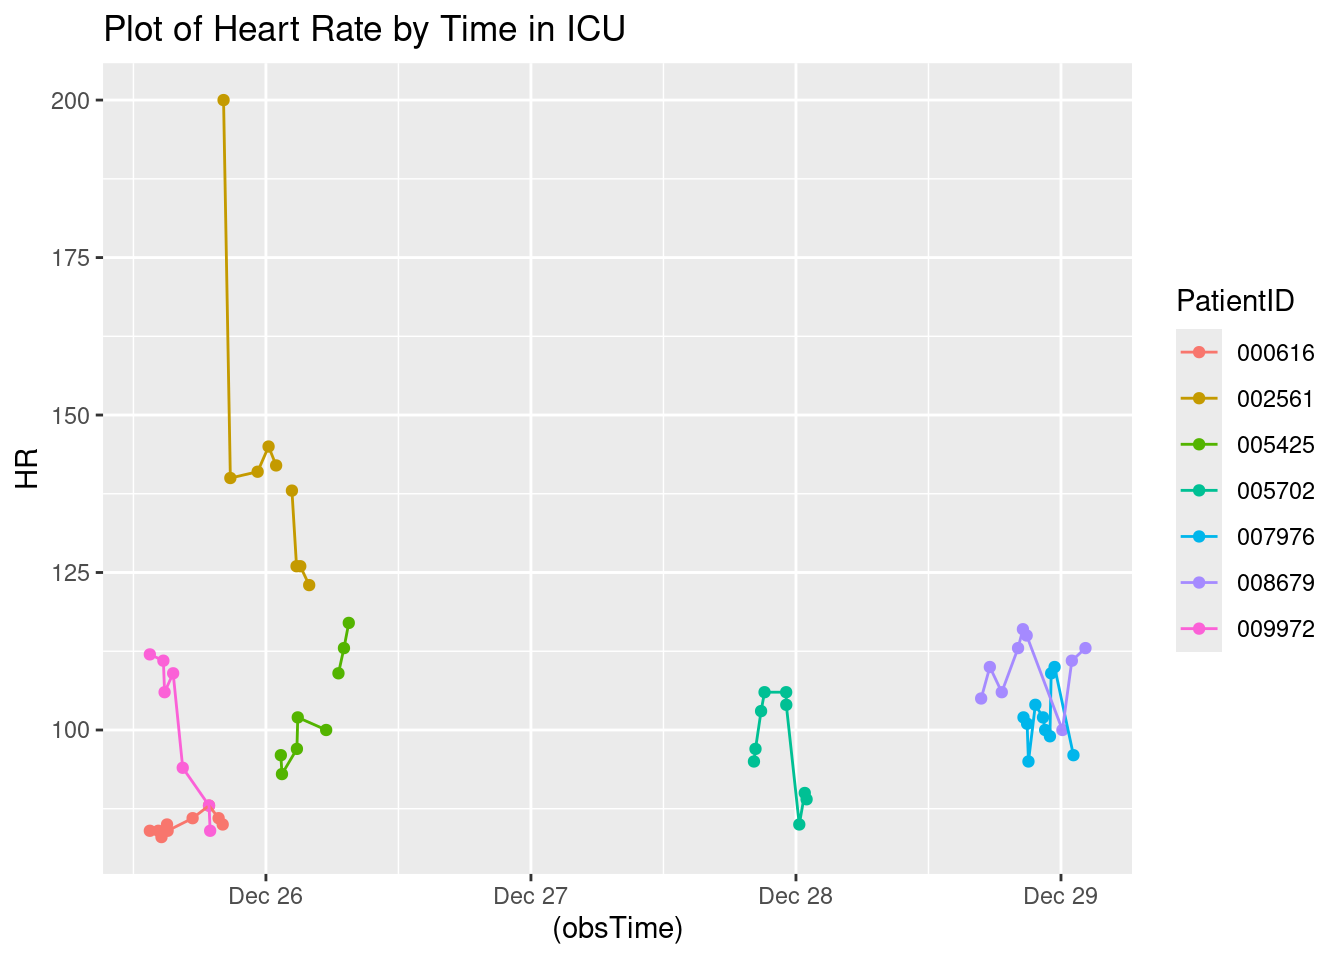 Plot of Heart Rate by Time in ICU
200
175
150
125
100
HR
Dec 26
Dec 27
Dec 28
Dec 29
(obsTime)
PatientID
000616
002561
005425
005702
007976
008679
009972